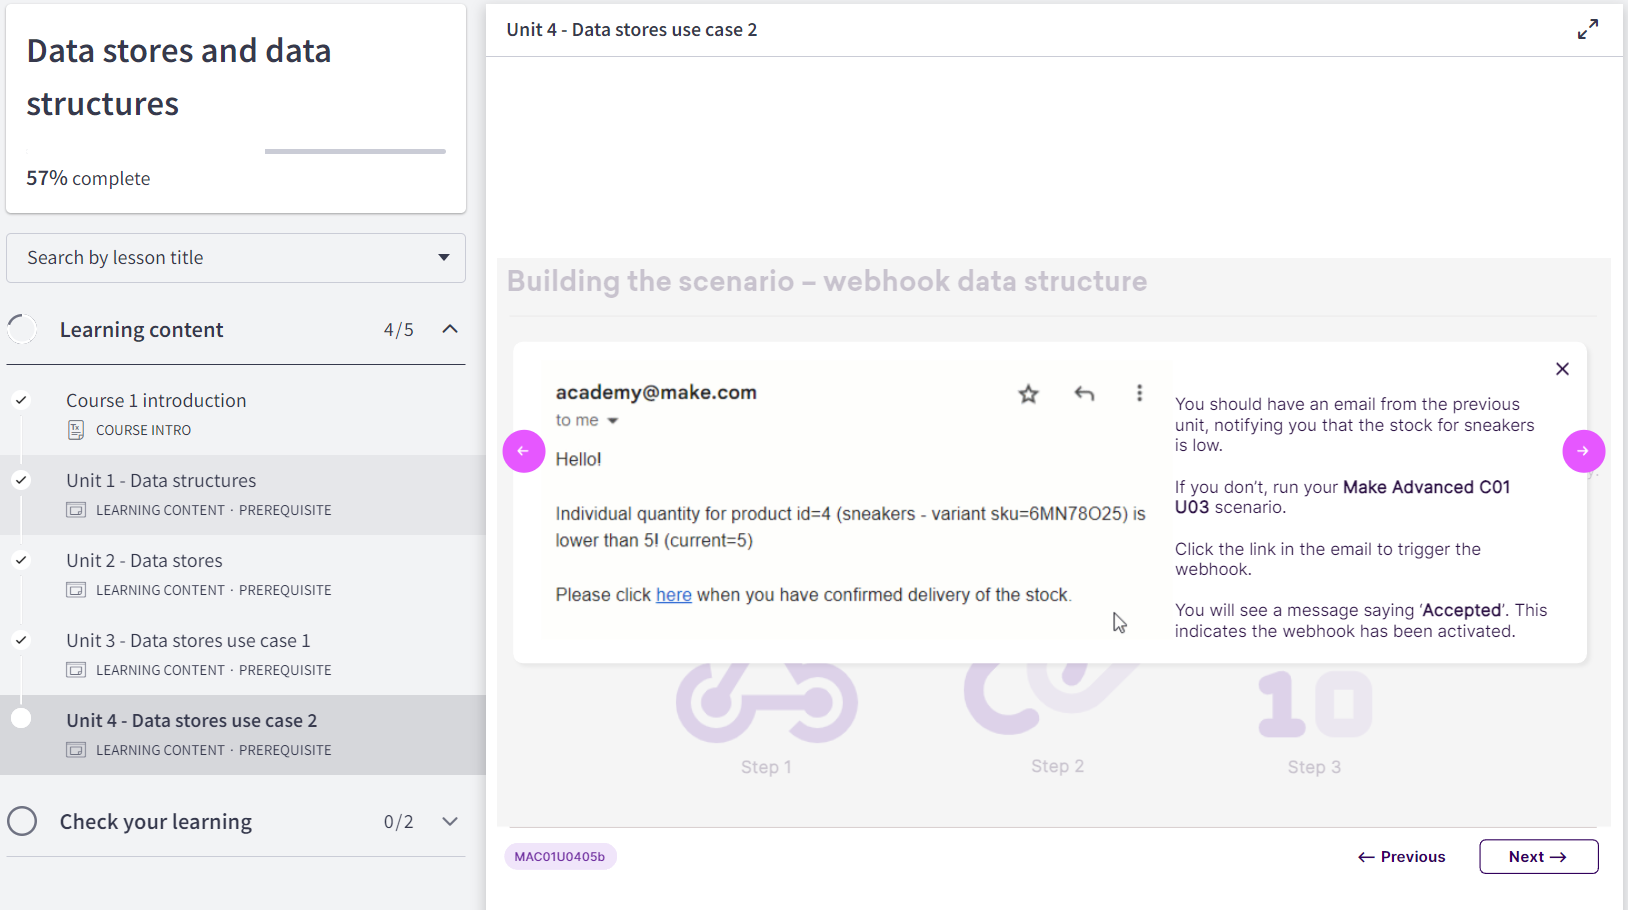 Data stores and data
structures
57% complete
Search by lesson title
Learning content 4/5
Course 1 introduction
COURSE INTRO
Unit 1 - Data structures
LEARNING CONTENT · PREREQUISITE
Unit 2 - Data stores
LEARNING CONTENT · PREREQUISITE
Unit 3 - Data stores use case 1
LEARNING CONTENT · PREREQUISITE
Unit 4 - Data stores use case 2
LEARNING CONTENT · PREREQUISITE
Check your learning 0/2
Unit 4 - Data stores use case 2
Building the scenario – webhook data structure
academy@make.com
to me
Hello!
Individual quantity for product id=4 (sneakers - variant sku=6MN78O25) is
lower than 5! (current=5)
Please click here when you have confirmed delivery of the stock.
You should have an email from the previous
unit, notifying you that the stock for sneakers
is low.
If you don’t, run your Make Advanced C01
U03 scenario.
Click the link in the email to trigger the
webhook.
You will see a message saying ‘Accepted’. This
indicates the webhook has been activated.
10
Step 1
Step 2
Step 3
MAC01U0405b
← Previous
Next →